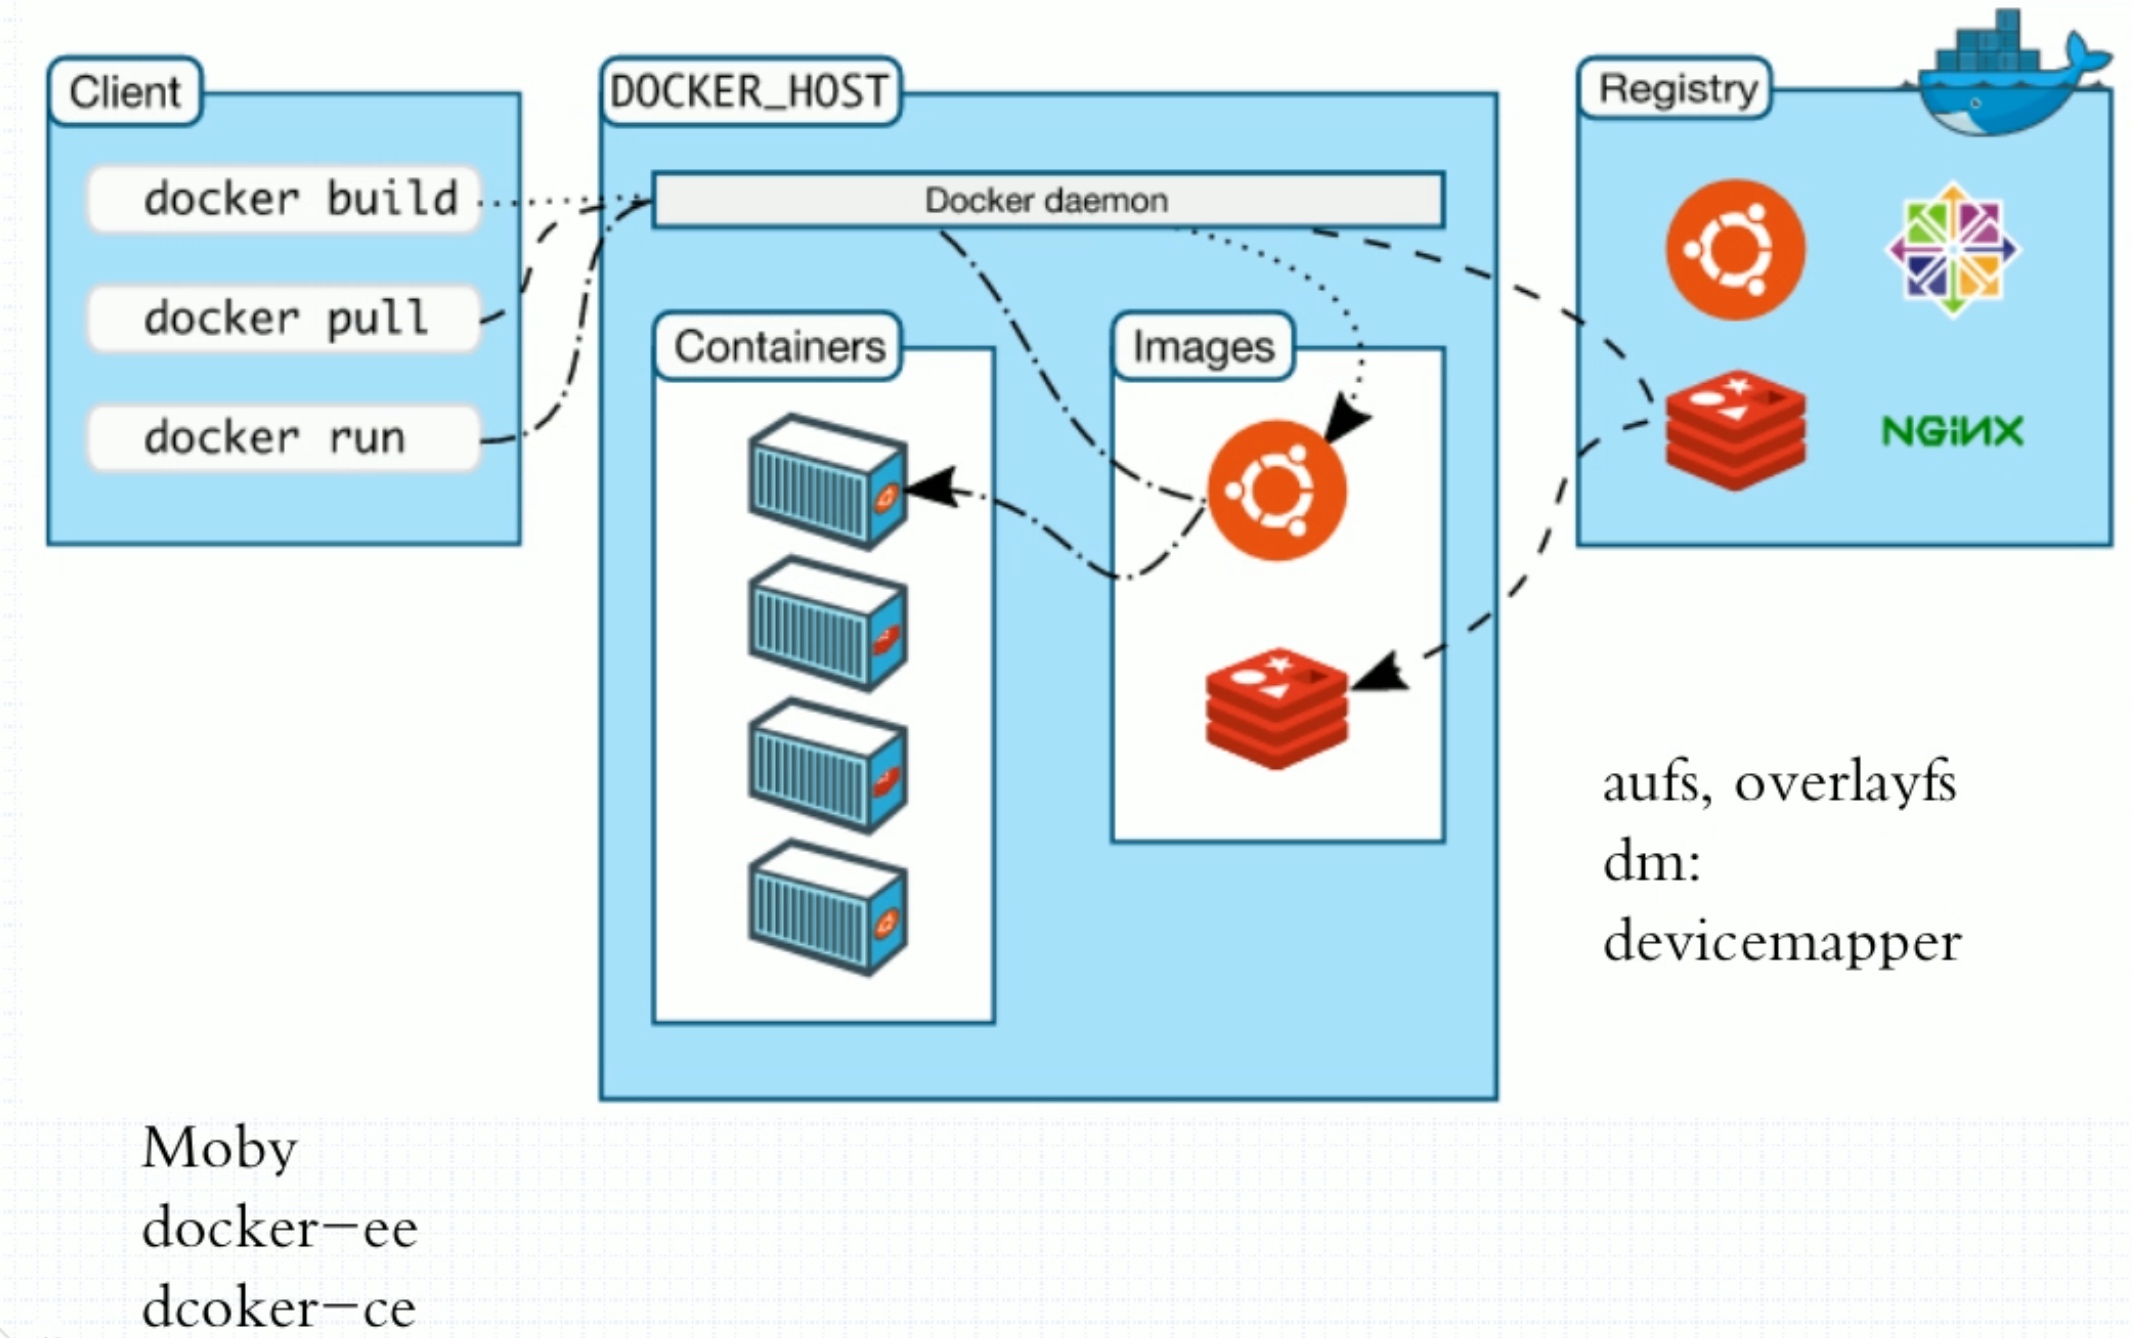 Client
docker build
docker pull
docker run
DOCKER_HOST
Docker daemon
Containers
Images
Registry
NGiNX
aufs, overlayfs
dm:
devicemapper
Moby
docker-ee
dcoker-ce